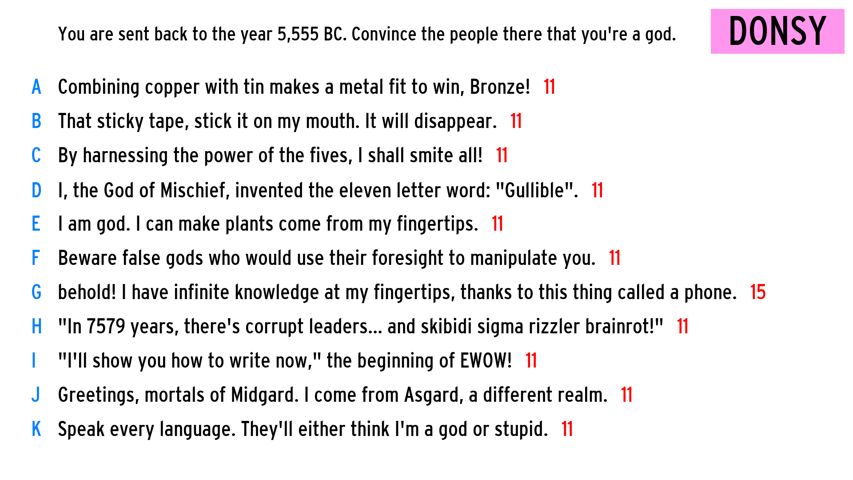 You are sent back to the year 5,555 BC. Convince the people there that you're a god.
DONSY
A Combining copper with tin makes a metal fit to win, Bronze! 11
B That sticky tape, stick it on my mouth. It will disappear. 11
C By harnessing the power of the fives, I shall smite all! 11
D I, the God of Mischief, invented the eleven letter word: "Gullible". 11
E I am god. I can make plants come from my fingertips. 11
F Beware false gods who would use their foresight to manipulate you. 11
G behold! I have infinite knowledge at my fingertips, thanks to this thing called a phone. 15
H "In 7579 years, there's corrupt leaders... and skibidi sigma rizzler brainrot!" 11
I "I'll show you how to write now," the beginning of EWOW! 11
J Greetings, mortals of Midgard. I come from Asgard, a different realm. 11
K Speak every language. They'll either think I'm a god or stupid. 11